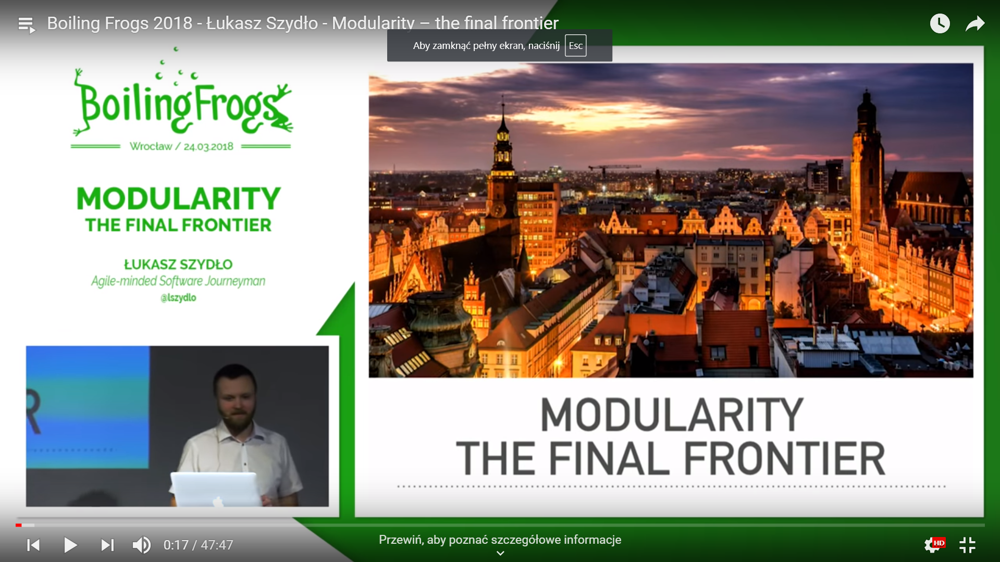 Boiling Frogs 2018 - Łukasz Szydło - Modularity – the final frontier
Aby zamknąć pełny ekran, naciśnij Esc
BoilingFrogs
Wrocław / 24.03.2018
MODULARITY
THE FINAL FRONTIER
ŁUKASZ SZYDŁO
Agile-minded Software Journeyman
@lszydlo
R
MODULARITY
THE FINAL FRONTIER
0:17 / 47:47
Przewiń, aby poznać szczegółowe informacje
HD